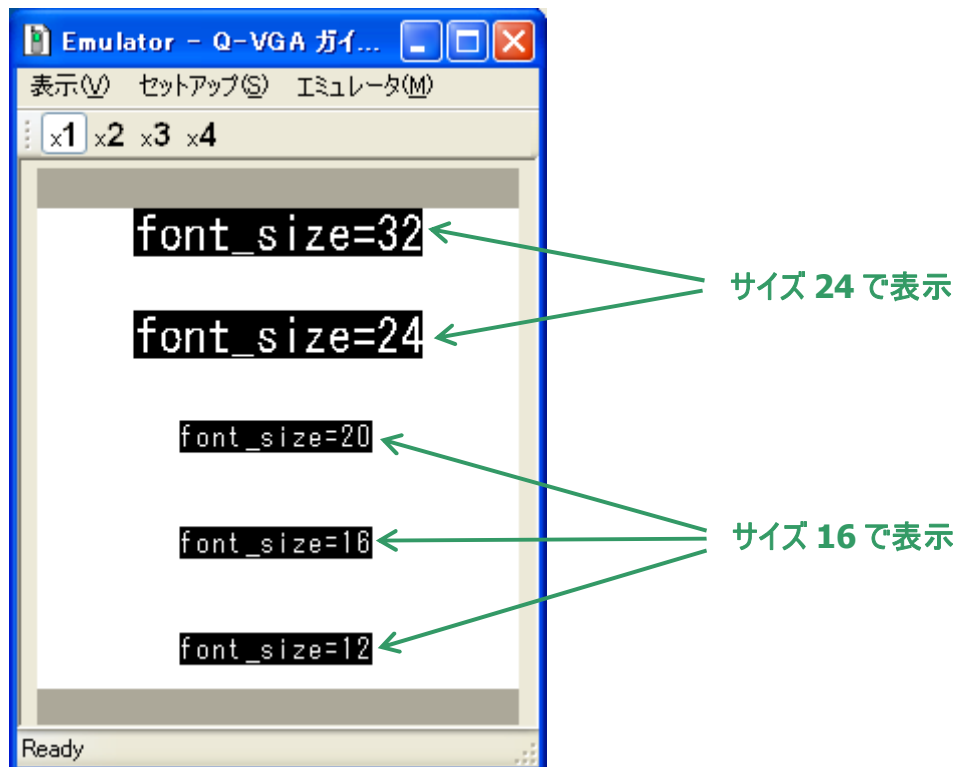 Emulator - Q-VGA ガイ...
表示(V) セットアップ(S) エミュレータ(M)
x1 x2 x3 x4
font_size=32
サイズ 24 で表示
font_size=24
font_size=20
font_size=16
サイズ 16 で表示
font_size=12
Ready